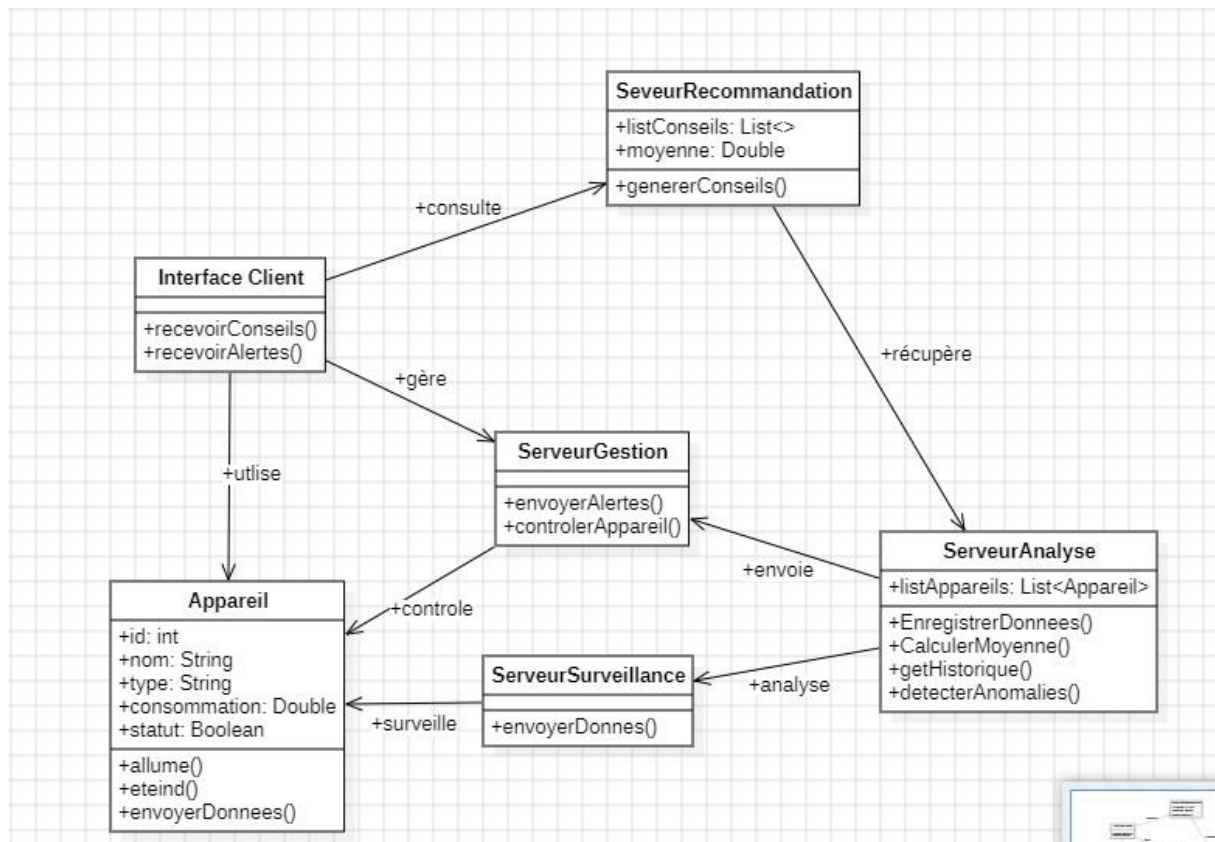 SeveurRecommandation
+listConseils: List<>
+moyenne: Double
+genererConseils()
+consulte
Interface Client
+recevoirConseils()
+recevoirAlertes()
+récupère
+gère
ServeurGestion
+envoyerAlertes()
+controlerAppareil()
+utlise
ServeurAnalyse
+listAppareils: List<Appareil>
+EnregistrerDonnees()
+CalculerMoyenne()
+getHistorique()
+detecterAnomalies()
+envoie
Appareil
+id: int
+nom: String
+type: String
+consommation: Double
+statut: Boolean
+allume()
+eteind()
+envoyerDonnees()
+controle
ServeurSurveillance
+envoyerDonnes()
+analyse
+surveille